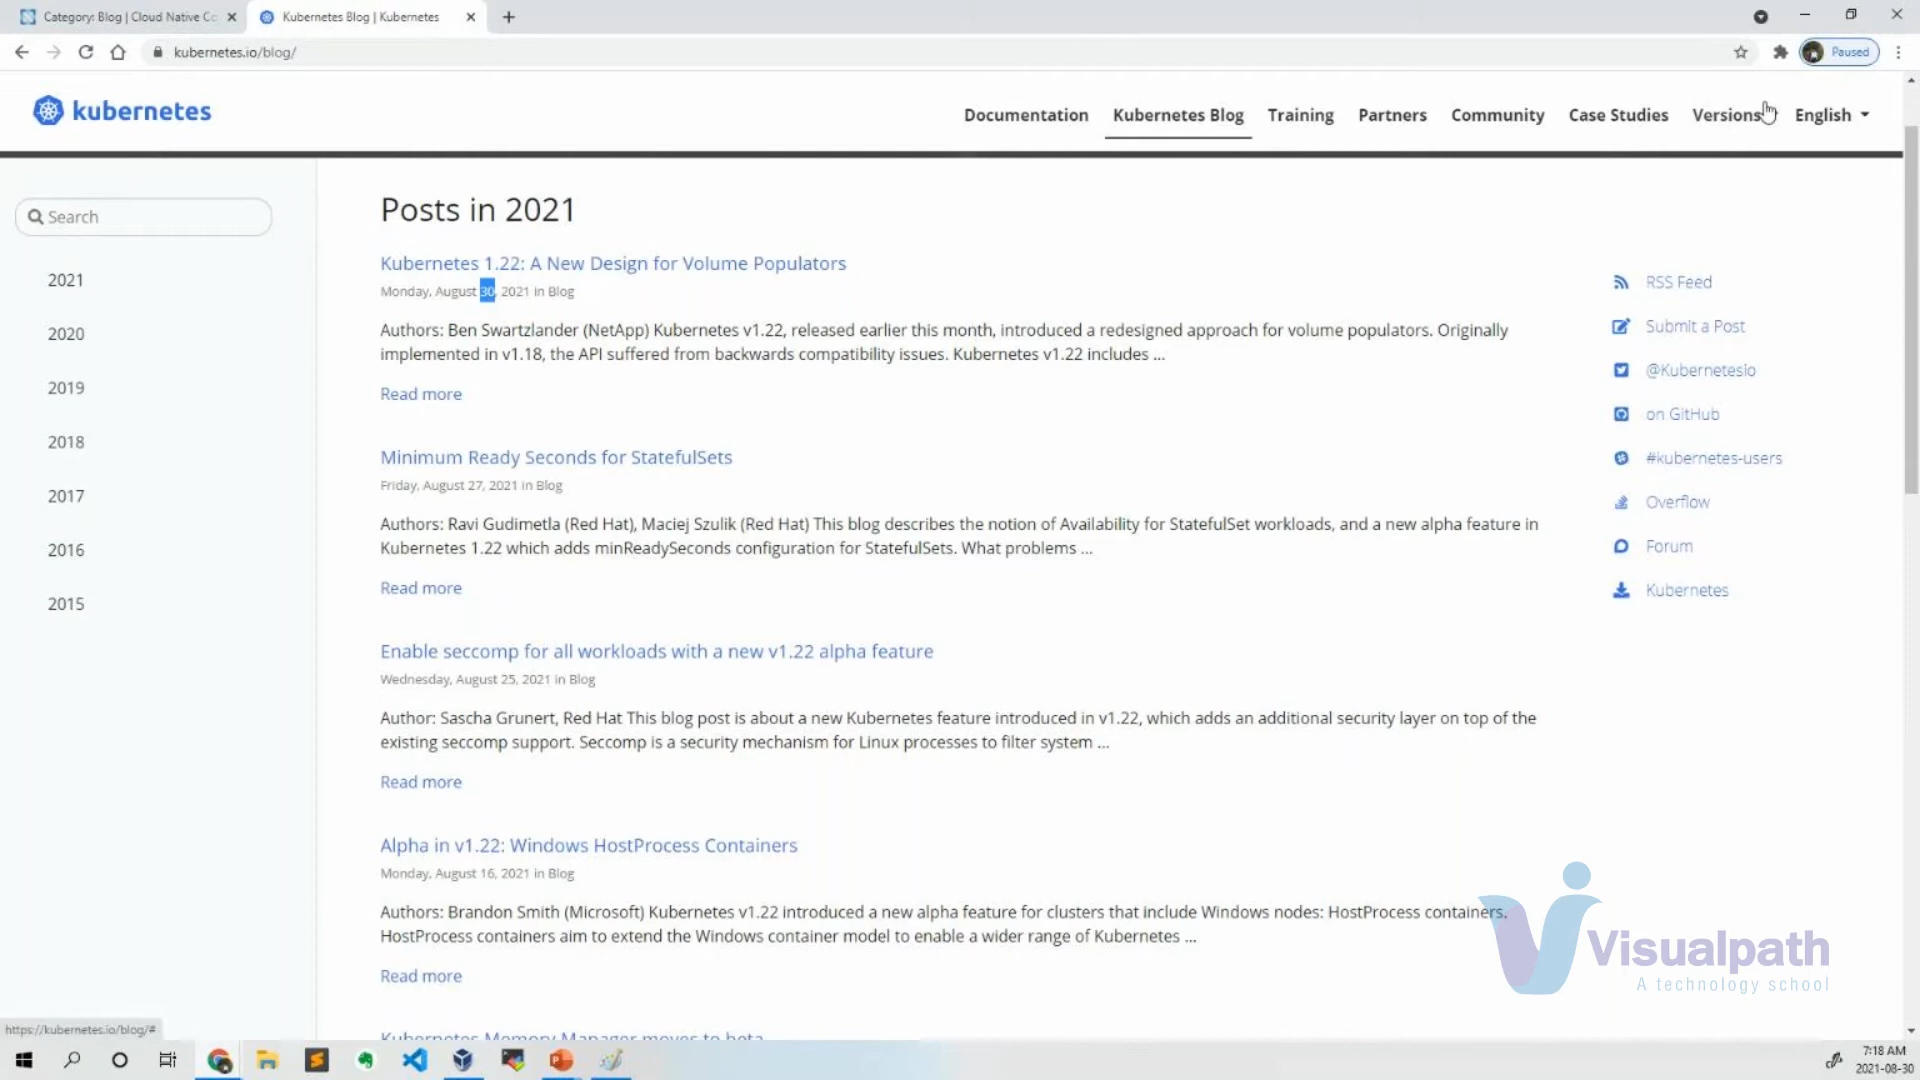 Category: Blog | Cloud Native Co
Kubernetes Blog | Kubernetes
kubernetes.io/blog/
Paused
kubernetes
Documentation
Kubernetes Blog
Training
Partners
Community
Case Studies
Versions
English
Search
2021
2020
2019
2018
2017
2016
2015
Posts in 2021
Kubernetes 1.22: A New Design for Volume Populators
Monday, August 30, 2021 in Blog
Authors: Ben Swartzlander (NetApp) Kubernetes v1.22, released earlier this month, introduced a redesigned approach for volume populators. Originally
implemented in v1.18, the API suffered from backwards compatibility issues. Kubernetes v1.22 includes ...
Read more
Minimum Ready Seconds for StatefulSets
Friday, August 27, 2021 in Blog
Authors: Ravi Gudimetla (Red Hat), Maciej Szulik (Red Hat) This blog describes the notion of Availability for StatefulSet workloads, and a new alpha feature in
Kubernetes 1.22 which adds minReadySeconds configuration for StatefulSets. What problems ...
Read more
Enable seccomp for all workloads with a new v1.22 alpha feature
Wednesday, August 25, 2021 in Blog
Author: Sascha Grunert, Red Hat This blog post is about a new Kubernetes feature introduced in v1.22, which adds an additional security layer on top of the
existing seccomp support. Seccomp is a security mechanism for Linux processes to filter system ...
Read more
Alpha in v1.22: Windows HostProcess Containers
Monday, August 16, 2021 in Blog
Authors: Brandon Smith (Microsoft) Kubernetes v1.22 introduced a new alpha feature for clusters that include Windows nodes: HostProcess containers.
HostProcess containers aim to extend the Windows container model to enable a wider range of Kubernetes ...
Read more
Kubernetes Memory Manager moves to beta
RSS Feed
Submit a Post
@Kubernetesio
on GitHub
#kubernetes-users
Overflow
Forum
Kubernetes
Visualpath
A technology school
https://kubernetes.io/blog/#
7:18 AM
2021-08-30